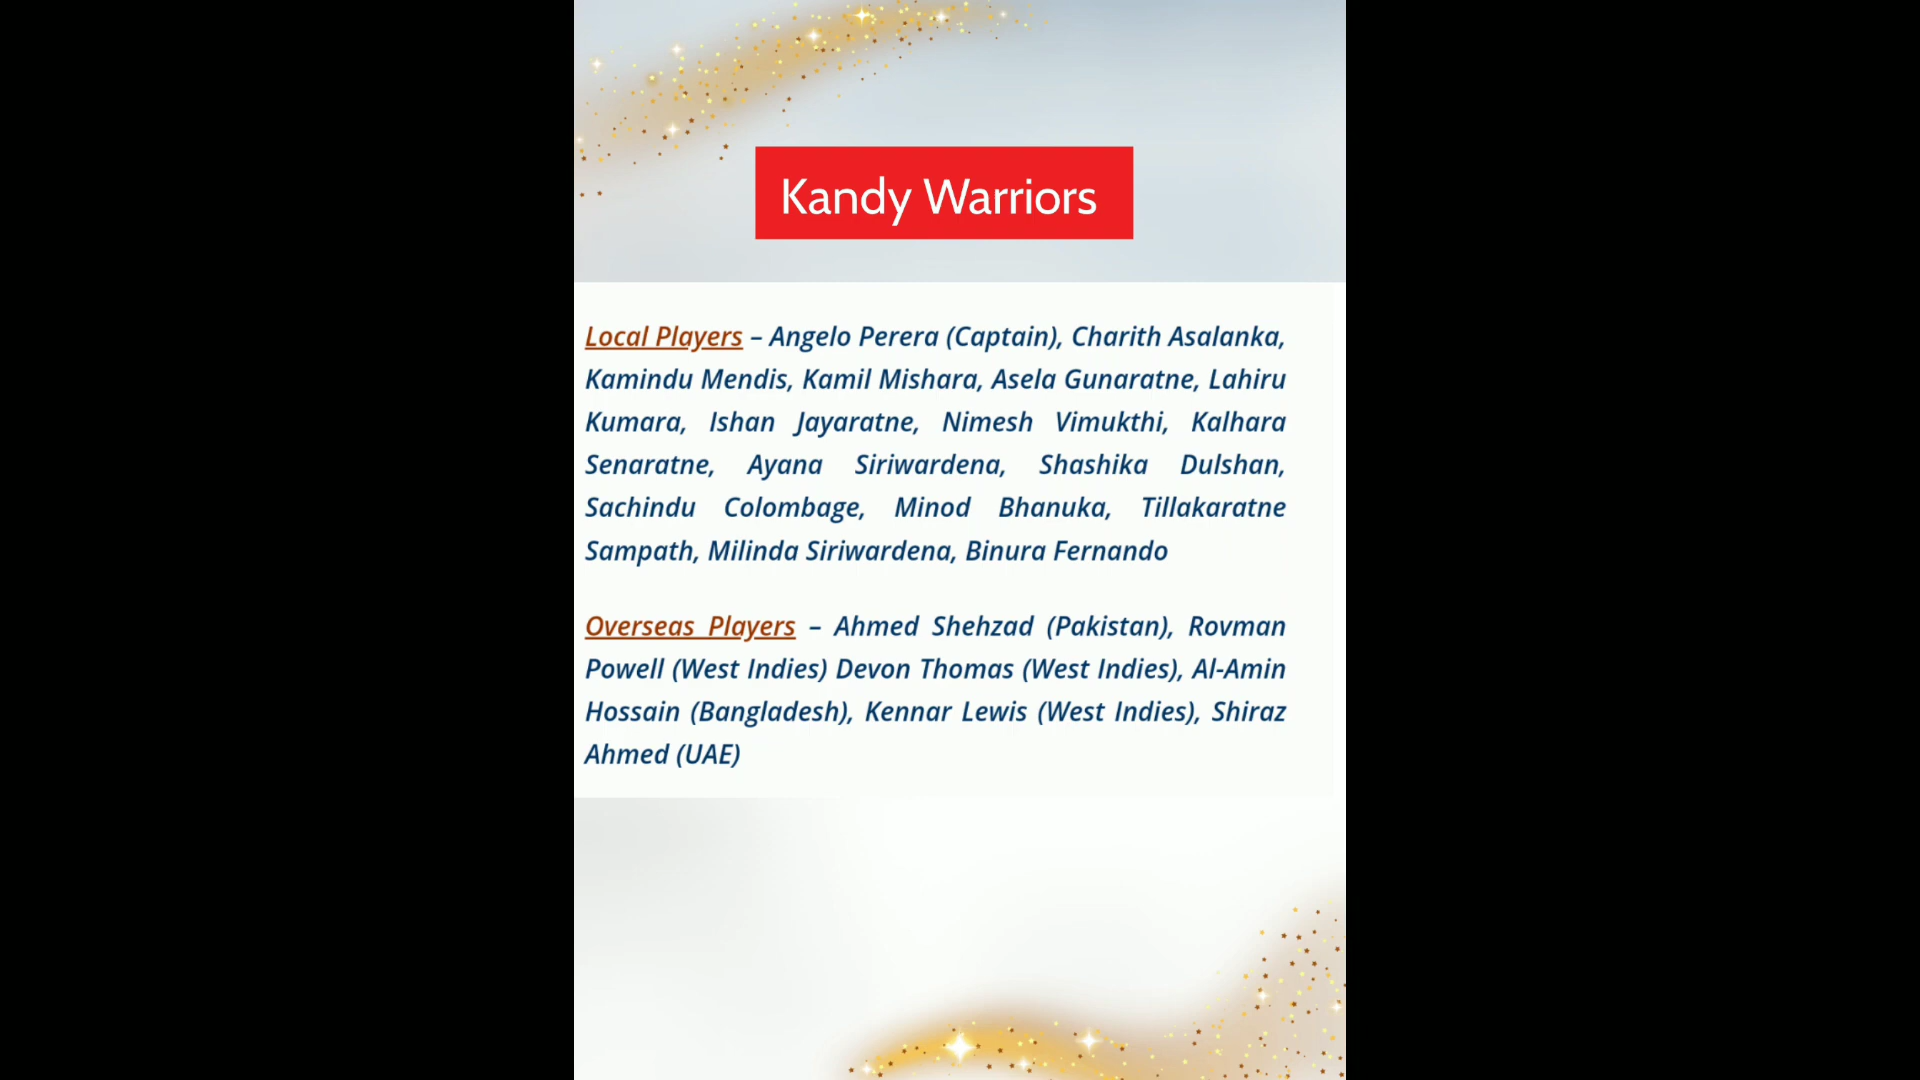 Kandy Warriors
Local Players – Angelo Perera (Captain), Charith Asalanka,
Kamindu Mendis, Kamil Mishara, Asela Gunaratne, Lahiru
Kumara, Ishan Jayaratne, Nimesh Vimukthi, Kalhara
Senaratne, Ayana Siriwardena, Shashika Dulshan,
Sachindu Colombage, Minod Bhanuka, Tillakaratne
Sampath, Milinda Siriwardena, Binura Fernando
Overseas Players – Ahmed Shehzad (Pakistan), Rovman
Powell (West Indies) Devon Thomas (West Indies), Al-Amin
Hossain (Bangladesh), Kennar Lewis (West Indies), Shiraz
Ahmed (UAE)